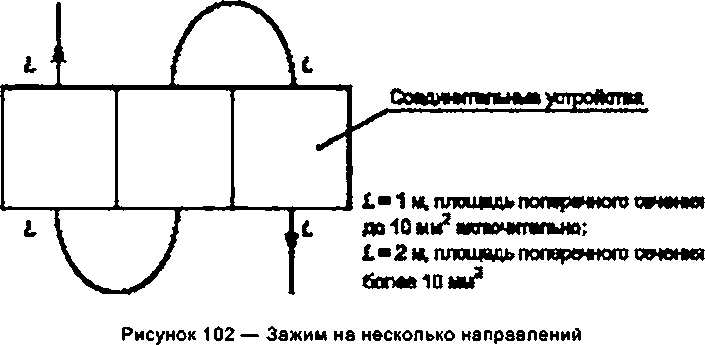 L L
Соединительные устройства
L L
L = 1 м, площадь поперечного сечения
до 10 мм² включительно;
L = 2 м, площадь поперечного сечения
более 10 мм²
Рисунок 102 — Зажим на несколько направлений